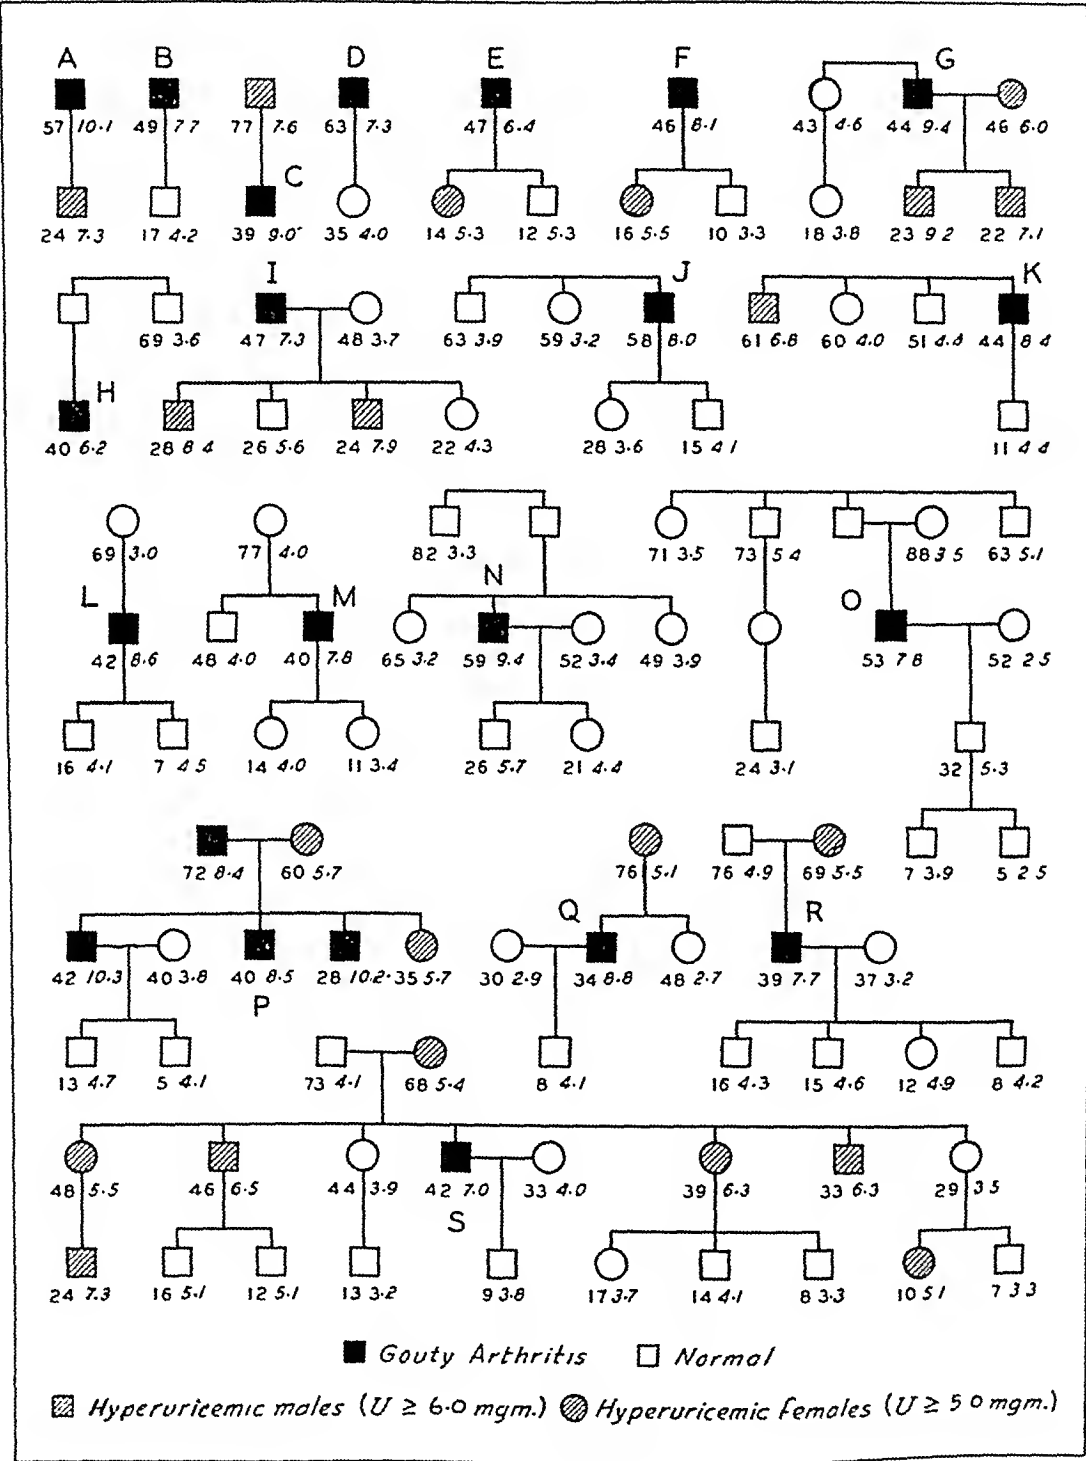 A B D E F G
57 10.1 49 7 7 77 7.6 63 7.3 47 6.4 46 8.1 43 4.6 44 9.4 46 6.0
C
24 7.3 17 4.2 39 9.0 35 4.0 14 5.3 12 5.3 16 5.5 10 3.3 18 3.8 23 9 2 22 7.1
I J K
69 3.6 47 7.3 48 3.7 63 3.9 59 3.2 58 8.0 61 6.8 60 4.0 51 4.4 44 8 4
H
40 6.2 28 8 4 26 5.6 24 7.9 22 4.3 28 3.6 15 4 1 11 4 4
69 3.0 77 4.0 82 3.3 71 3.5 73 5 4 88 3 5 63 5.1
L M N O
42 8.6 48 4.0 40 7.8 65 3.2 59 9.4 52 3.4 49 3.9 53 7 8 52 2 5
16 4.1 7 4 5 14 4.0 11 3.4 26 5.7 21 4.4 24 3.1 32 5.3
72 8.4 60 5.7 76 5.1 76 4.9 69 5.5 7 3.9 5 2 5
Q R
42 10.3 40 3.8 40 8.5 28 10.2 35 5.7 30 2.9 34 8.8 48 2.7 39 7.7 37 3.2
P
13 4.7 5 4.1 73 4.1 68 5.4 8 4.1 16 4.3 15 4.6 12 4.9 8 4.2
48 5.5 46 6.5 44 3.9 42 7.0 33 4.0 39 6.3 33 6.3 29 3 5
S
24 7.3 16 5.1 12 5.1 13 3.2 9 3.8 17 3.7 14 4.1 8 3.3 10 5 1 7 3 3
Gouty Arthritis Normal
Hyperuricemic males (U ≥ 6.0 mgm.) Hyperuricemic females (U ≥ 5 0 mgm.)